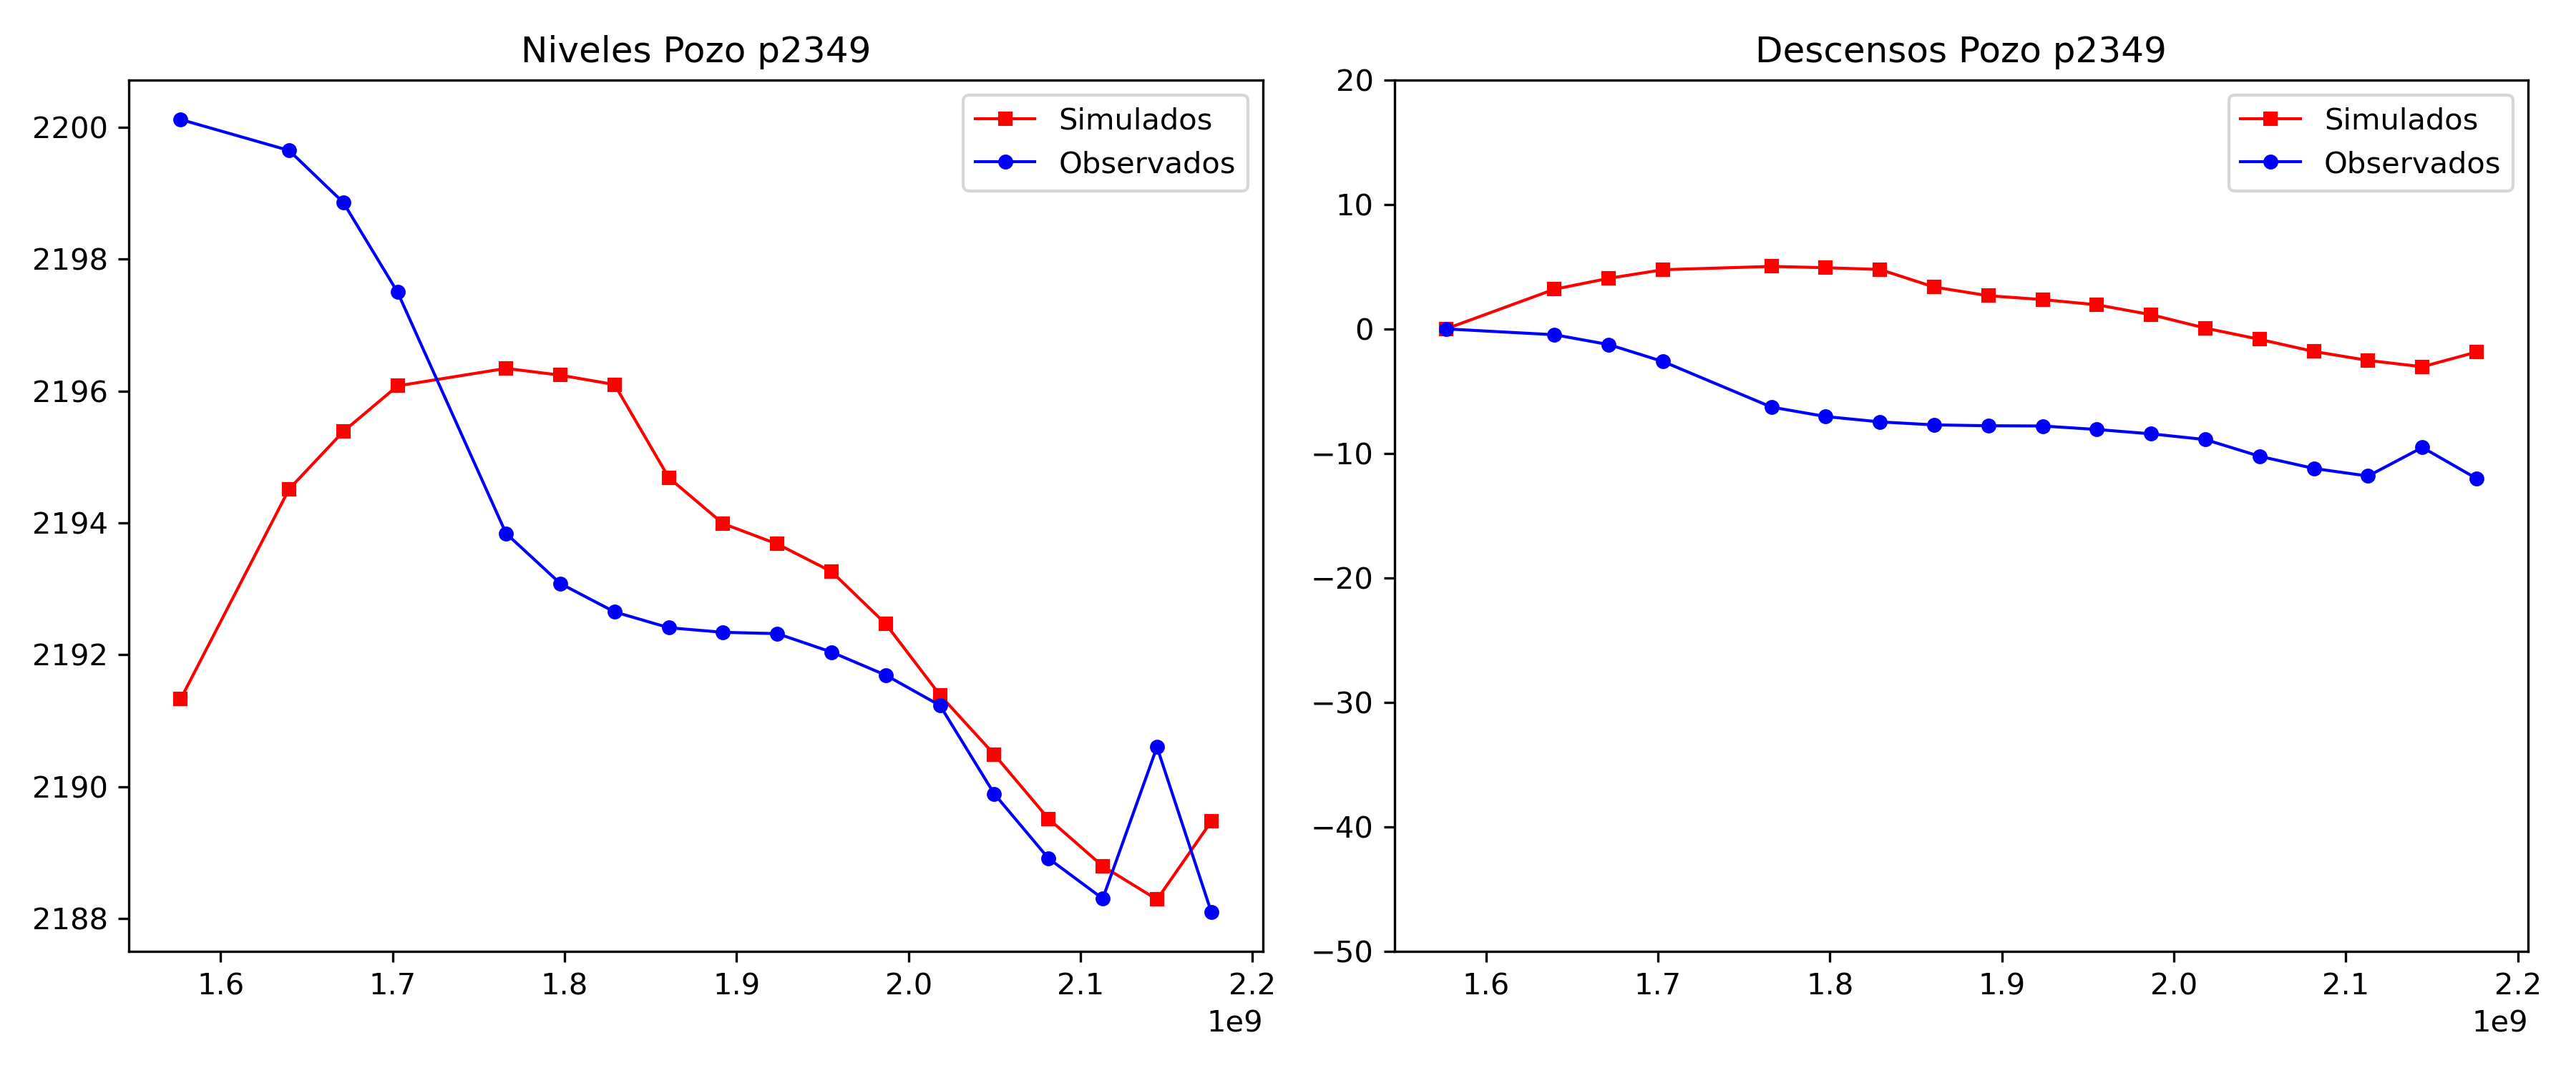 Niveles Pozo p2349
Simulados
Observados
2200
2198
2196
2194
2192
2190
2188
1.6 1.7 1.8 1.9 2.0 2.1 2.2
1e9
Descensos Pozo p2349
Simulados
Observados
20
10
0
−10
−20
−30
−40
−50
1.6 1.7 1.8 1.9 2.0 2.1 2.2
1e9